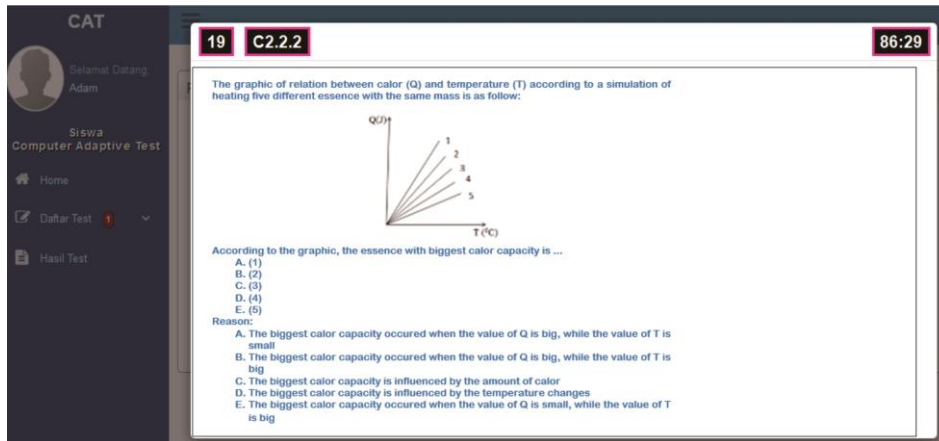 CAT
19
C2.2.2
86:29
Selamat Datang,
Adam
Siswa
Computer Adaptive Test
Home
Daftar Test 1
Hasil Test
The graphic of relation between calor (Q) and temperature (T) according to a simulation of
heating five different essence with the same mass is as follow:
Q(J)
1
2
3
4
5
T (°C)
According to the graphic, the essence with biggest calor capacity is ...
A. (1)
B. (2)
C. (3)
D. (4)
E. (5)
Reason:
A. The biggest calor capacity occured when the value of Q is big, while the value of T is
small
B. The biggest calor capacity occured when the value of Q is big, while the value of T is
big
C. The biggest calor capacity is influenced by the amount of calor
D. The biggest calor capacity is influenced by the temperature changes
E. The biggest calor capacity occured when the value of Q is small, while the value of T
is big